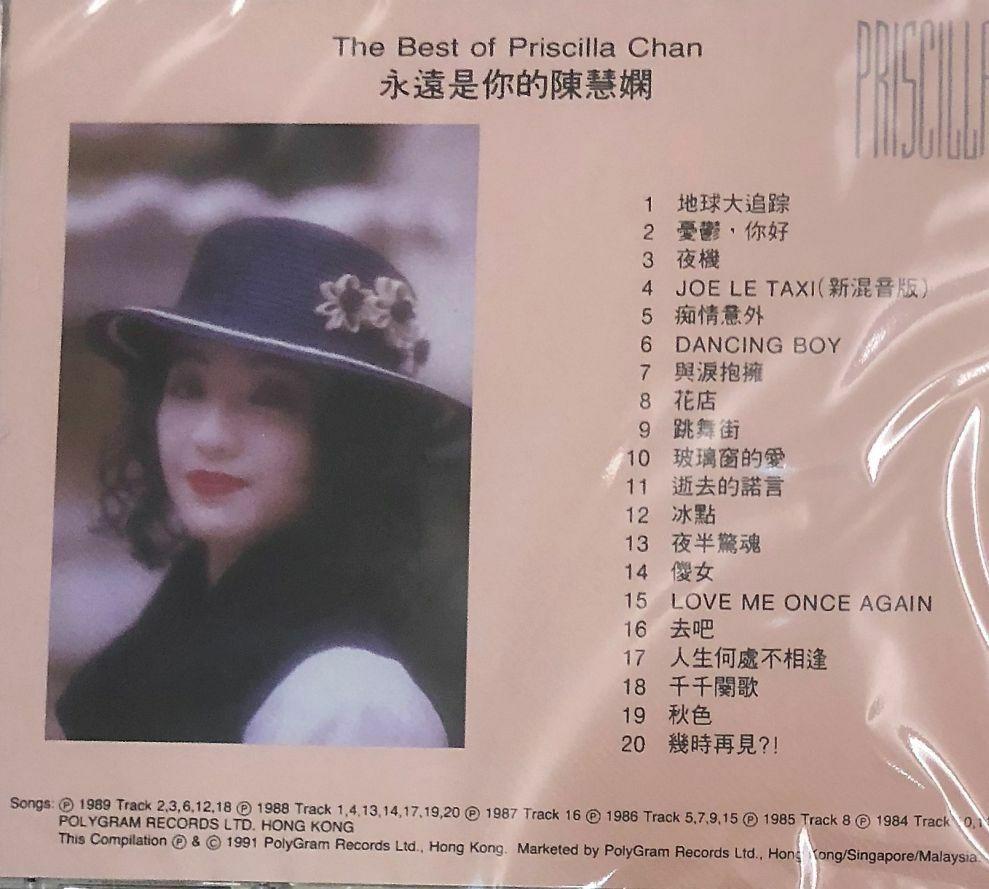 The Best of Priscilla Chan
永遠是你的陳慧嫻
PRISCILLA
1 地球大追踪
2 憂鬱，你好
3 夜機
4 JOE LE TAXI(新混音版)
5 痴情意外
6 DANCING BOY
7 與淚抱擁
8 花店
9 跳舞街
10 玻璃窗的愛
11 逝去的諾言
12 冰點
13 夜半驚魂
14 傻女
15 LOVE ME ONCE AGAIN
16 去吧
17 人生何處不相逢
18 千千闋歌
19 秋色
20 幾時再見?!
Songs: ℗ 1989 Track 2,3,6,12,18 ℗ 1988 Track 1,4,13,14,17,19,20 ℗ 1987 Track 16 ℗ 1986 Track 5,7,9,15 ℗ 1985 Track 8 ℗ 1984 Track
POLYGRAM RECORDS LTD. HONG KONG
This Compilation ℗ & © 1991 PolyGram Records Ltd., Hong Kong. Marketed by PolyGram Records Ltd., Hong Kong/Singapore/Malaysia.